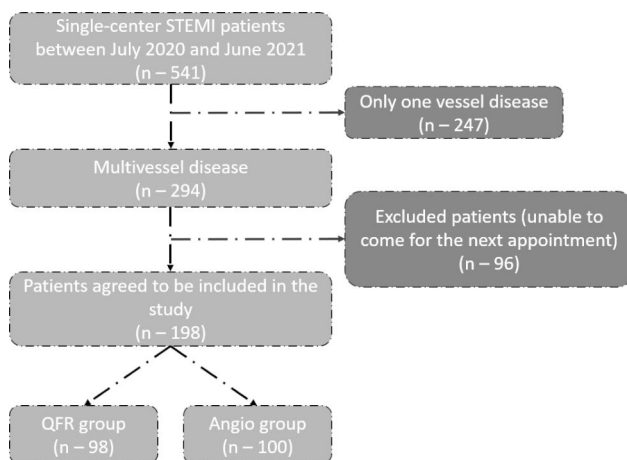 Single-center STEMI patients
between July 2020 and June 2021
(n – 541)
Only one vessel disease
(n – 247)
Multivessel disease
(n – 294)
Excluded patients (unable to
come for the next appointment)
(n – 96)
Patients agreed to be included in the
study
(n – 198)
QFR group
(n – 98)
Angio group
(n – 100)